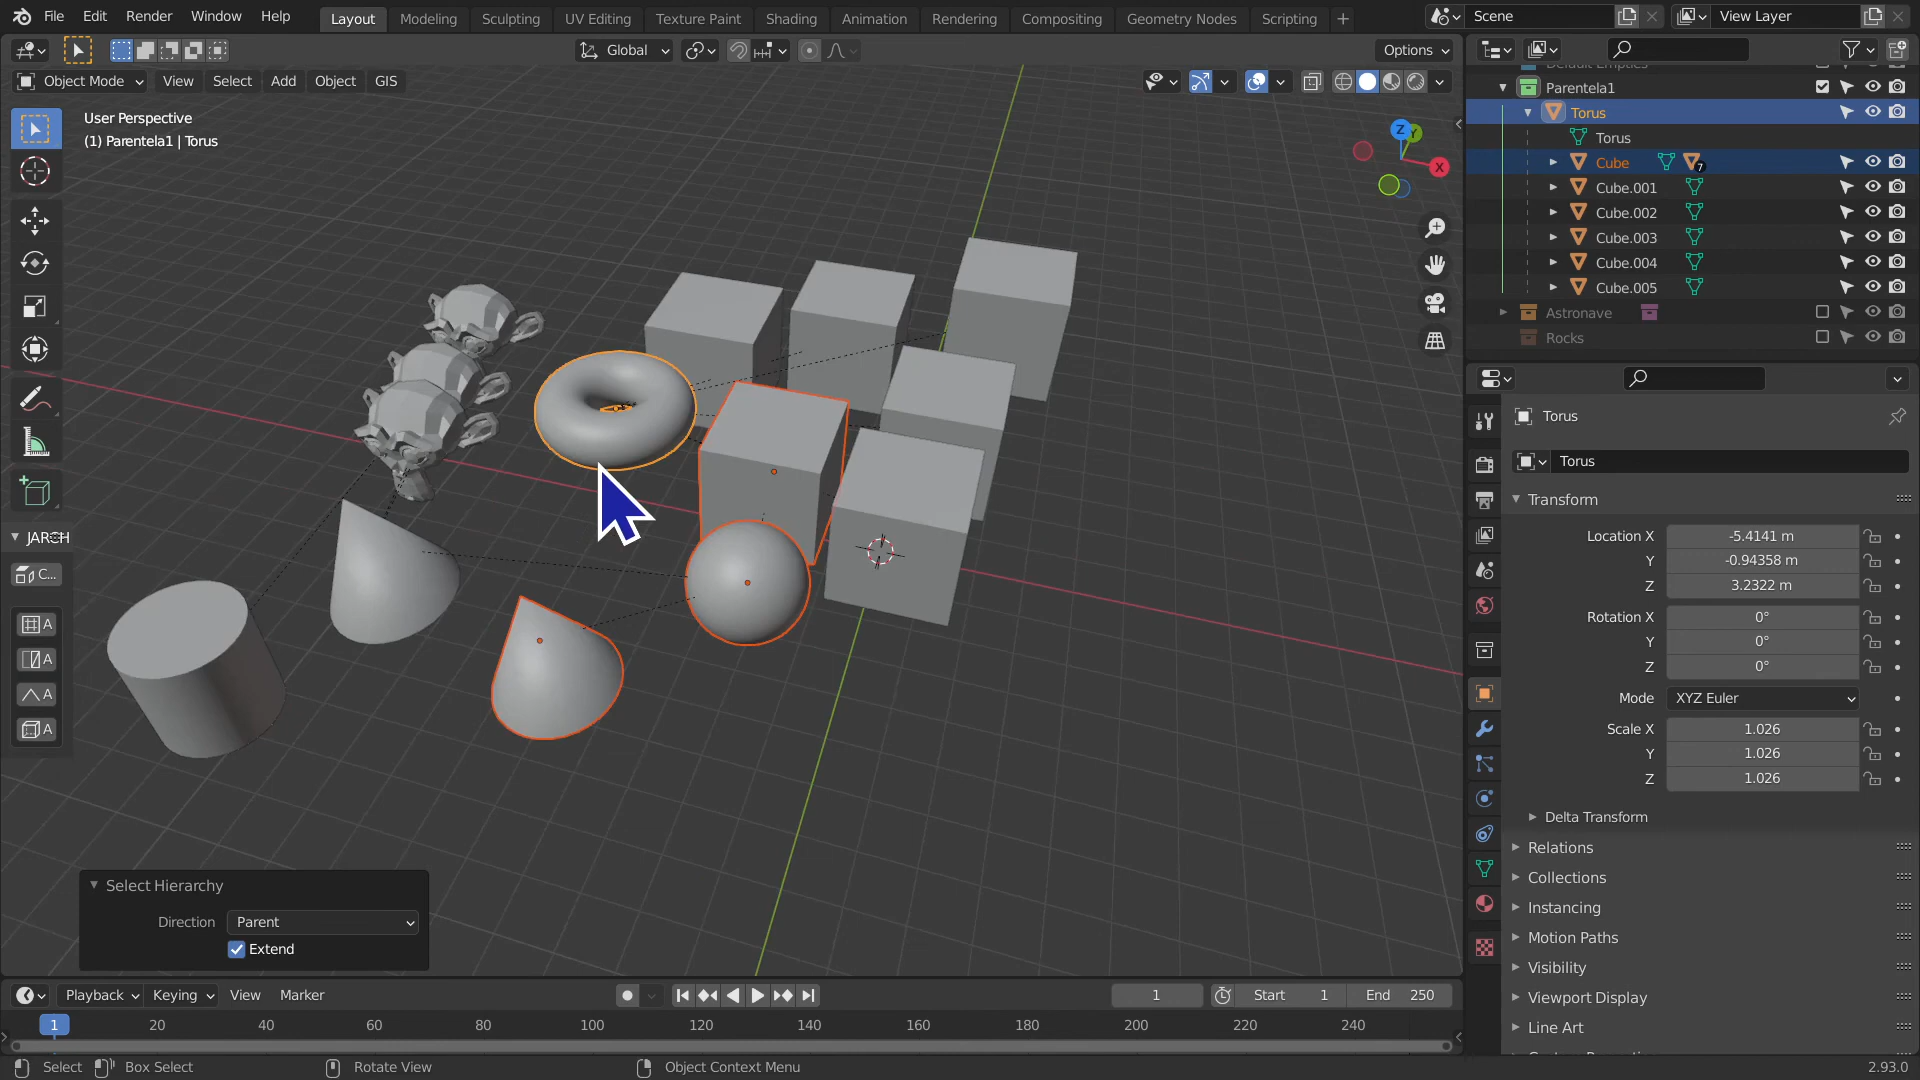 File Edit Render Window Help Layout Modeling Sculpting UV Editing Texture Paint Shading Animation Rendering Compositing Geometry Nodes Scripting + Scene View Layer
Global Options
Object Mode View Select Add Object GIS
User Perspective
(1) Parentela1 | Torus
Z Y X
JARCH
C...
A
A
A
A
Select Hierarchy
Direction Parent
Extend
Default Empties
Parentela1
Torus
Torus
Cube 7
Cube.001
Cube.002
Cube.003
Cube.004
Cube.005
Astronave
Rocks
Torus
Torus
Transform
Location X -5.4141 m
Y -0.94358 m
Z 3.2322 m
Rotation X 0°
Y 0°
Z 0°
Mode XYZ Euler
Scale X 1.026
Y 1.026
Z 1.026
Delta Transform
Relations
Collections
Instancing
Motion Paths
Visibility
Viewport Display
Line Art
Playback Keying View Marker 1 Start 1 End 250
1 20 40 60 80 100 120 140 160 180 200 220 240
Select Box Select Rotate View Object Context Menu 2.93.0